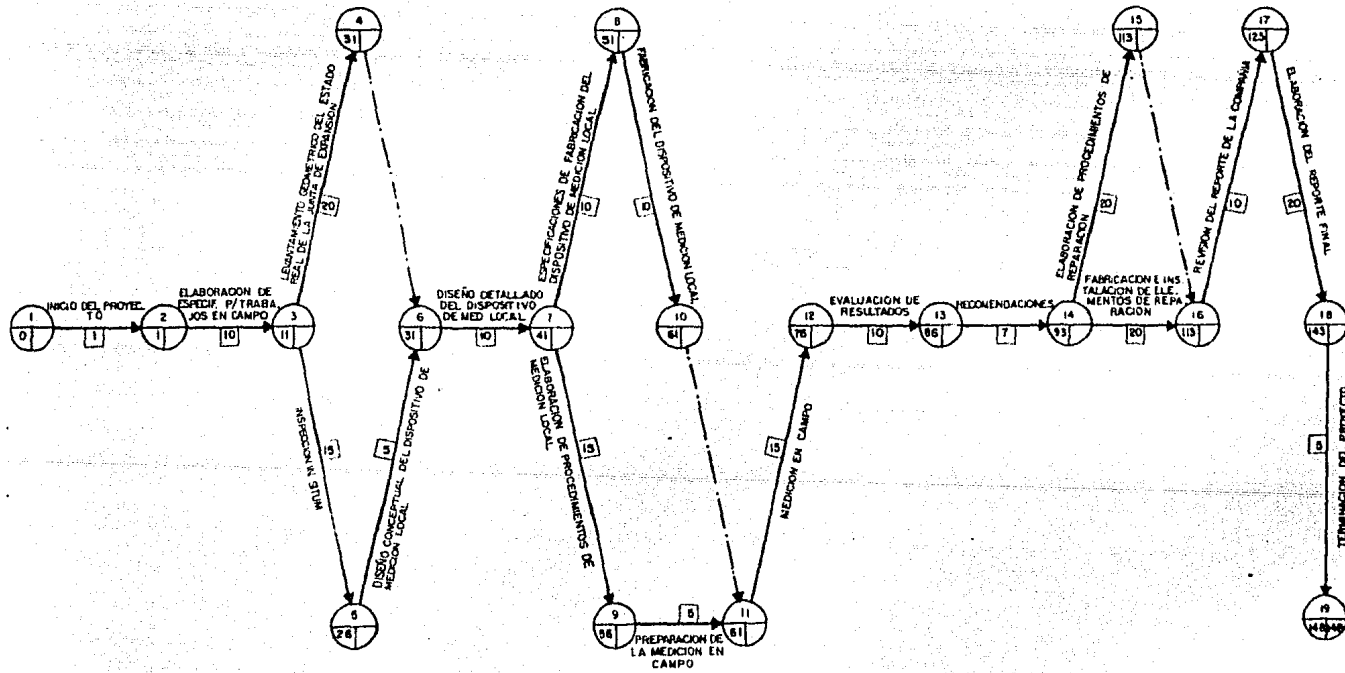 1
0
INICIO DEL PROYEC
TO
1
2
1
ELABORACION DE
ESPECIF. P/TRABA
JOS EN CAMPO
10
3
11
LEVANTAMIENTO GEOMETRICO DEL ESTADO
REAL DE LA JUNTA DE EXPANSION
20
4
31
INSPECCION IN SITUM
15
5
26
DISEÑO CONCEPTUAL DEL DISPOSITIVO DE
MEDICION LOCAL
5
6
31
DISEÑO DETALLADO
DEL DISPOSITIVO
DE MED LOCAL
10
7
41
ESPECIFICACIONES DE FABRICACION DEL
DISPOSITIVO DE MEDICION LOCAL
10
8
51
FABRICACION DEL DISPOSITIVO DE MEDICION LOCAL
10
10
61
ELABORACION DE PROCEDIMIENTOS DE
MEDICION LOCAL
15
9
56
5
PREPARACION DE
LA MEDICION EN
CAMPO
11
61
MEDICION EN CAMPO
15
12
76
EVALUACION DE
RESULTADOS
10
13
86
RECOMENDACIONES
7
14
93
ELABORACION DE PROCEDIMIENTOS DE
REPARACION
15
113
FABRICACION E INS
TALACION DE ELE
MENTOS DE REPA
RACION
20
16
113
REVISION DEL REPORTE DE LA COMPAÑIA
10
17
123
ELABORACION DEL REPORTE FINAL
20
18
143
TERMINACION DEL PROYECTO
5
19
148 148